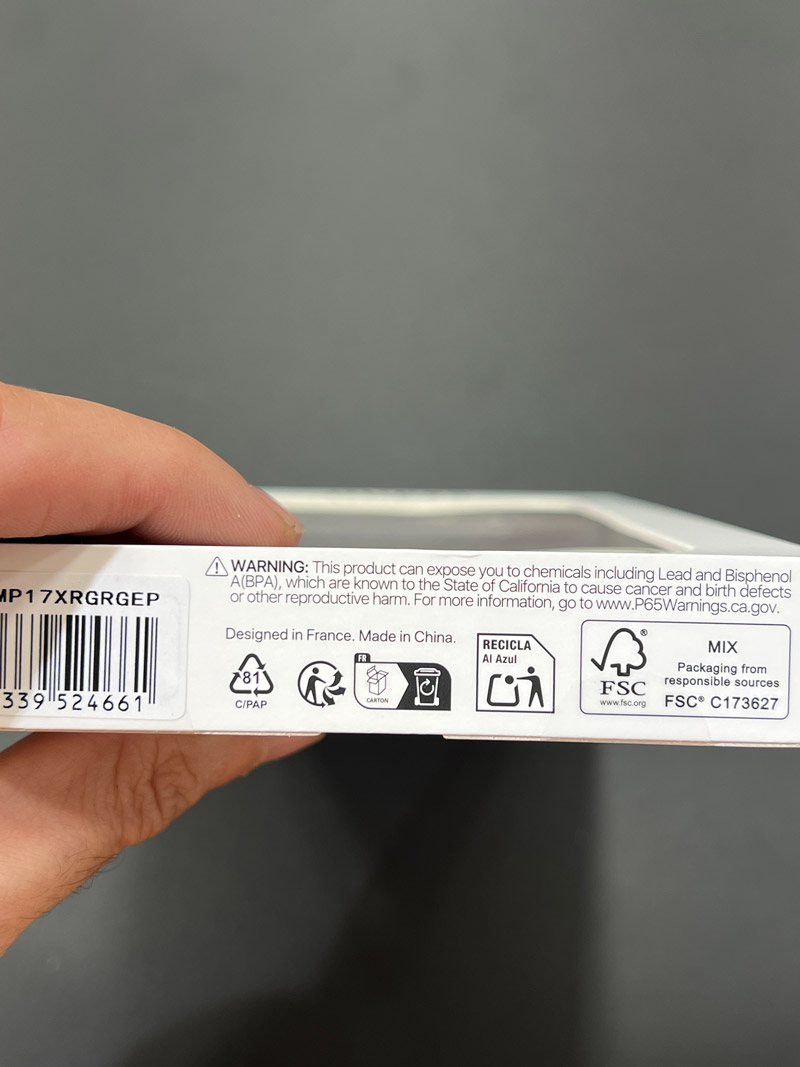 ⚠ WARNING: This product can expose you to chemicals including Lead and Bisphenol
A(BPA), which are known to the State of California to cause cancer and birth defects
or other reproductive harm. For more information, go to www.P65Warnings.ca.gov.
MP17XRGRGEP
339 524661
Designed in France. Made in China.
81
C/PAP
FR
CARTON
RECICLA
Al Azul
FSC®
www.fsc.org
MIX
Packaging from
responsible sources
FSC® C173627